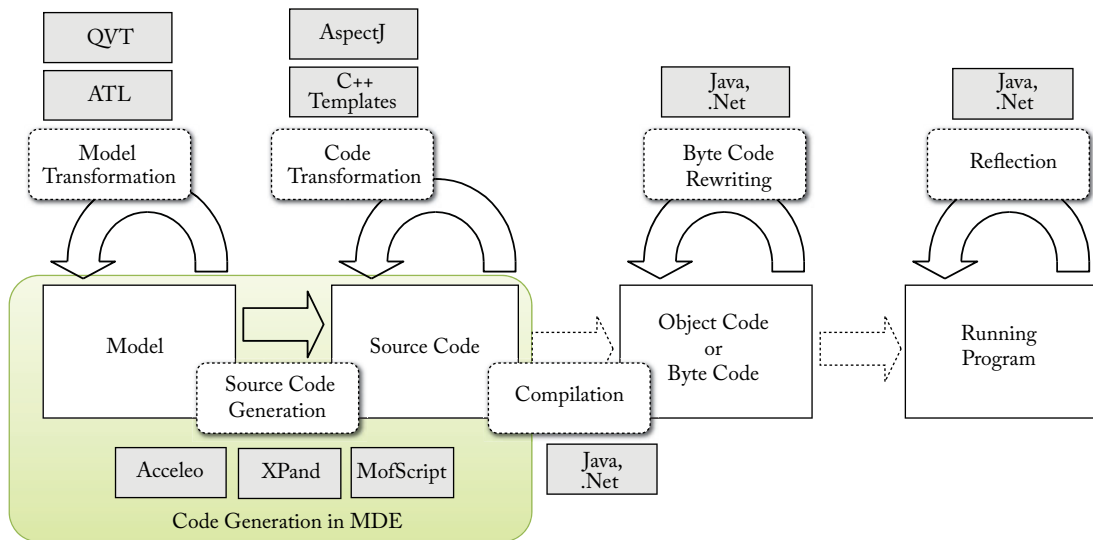 QVT
ATL
Model
Transformation
AspectJ
C++
Templates
Code
Transformation
Java,
.Net
Byte Code
Rewriting
Java,
.Net
Reflection
Model
Source Code
Object Code
or
Byte Code
Running
Program
Source Code
Generation
Compilation
Acceleo
XPand
MofScript
Java,
.Net
Code Generation in MDE